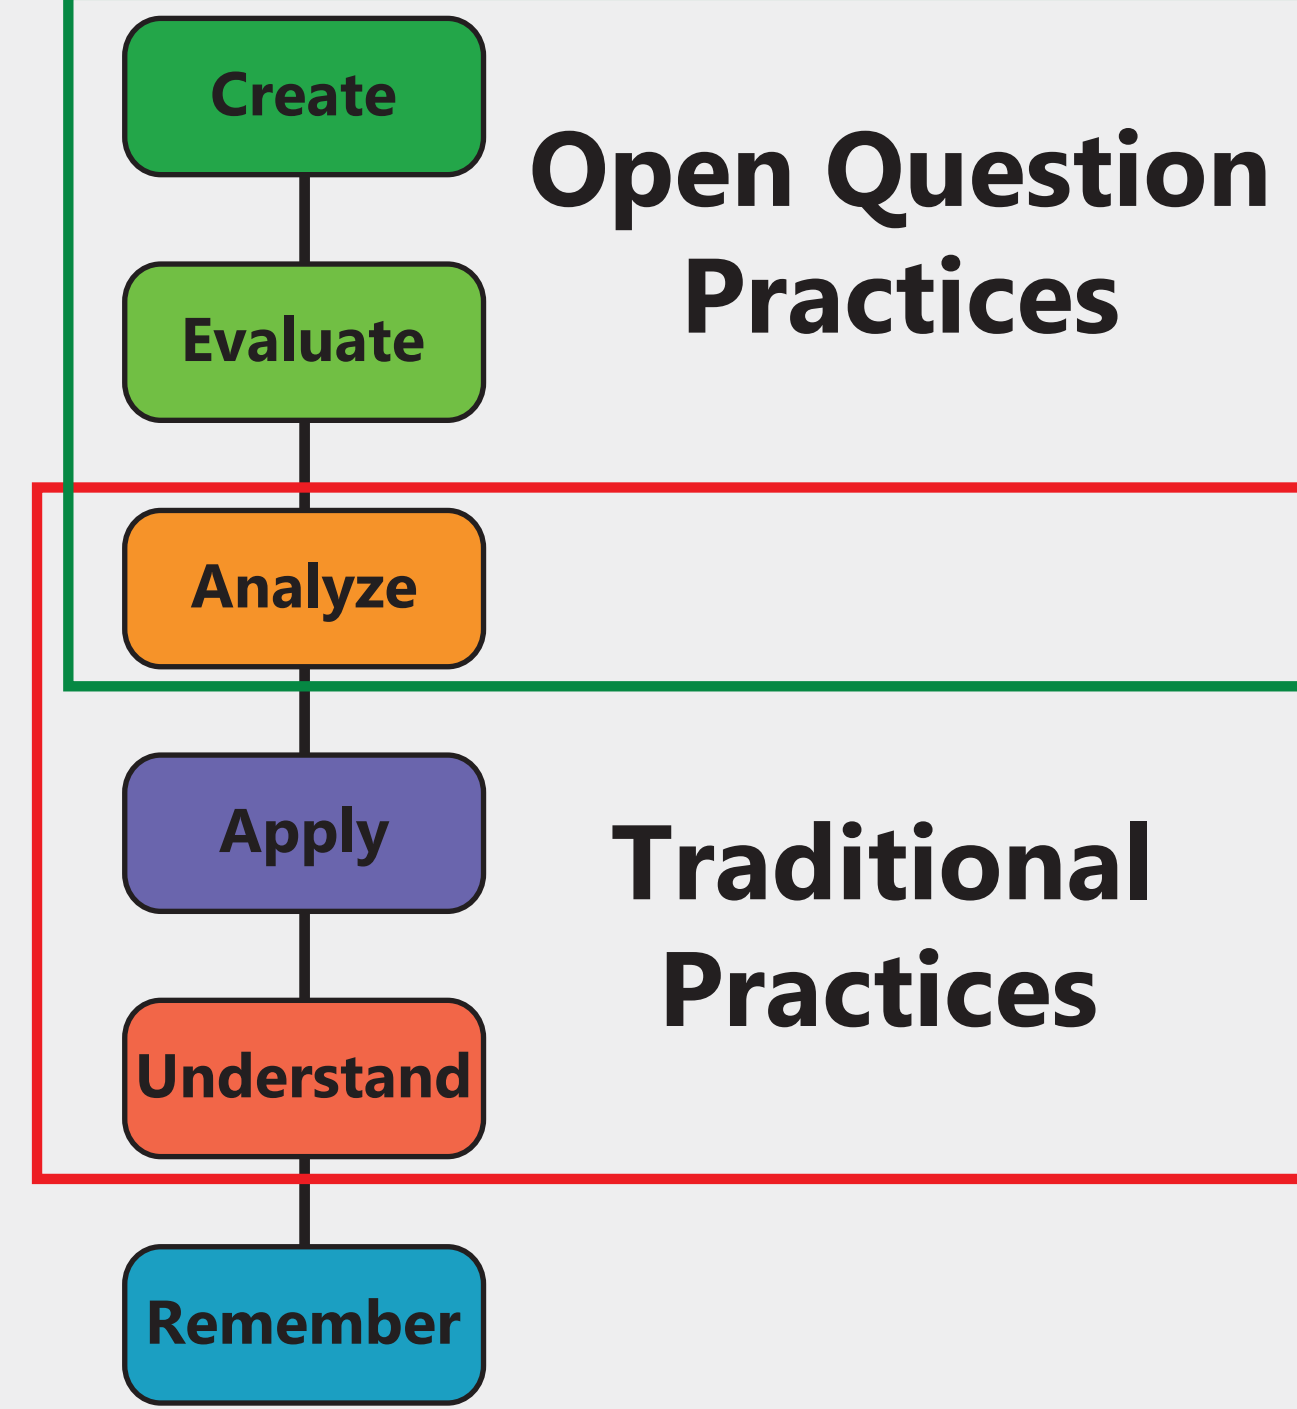 Create
Open Question
Practices
Evaluate
Analyze
Apply
Traditional
Practices
Understand
Remember